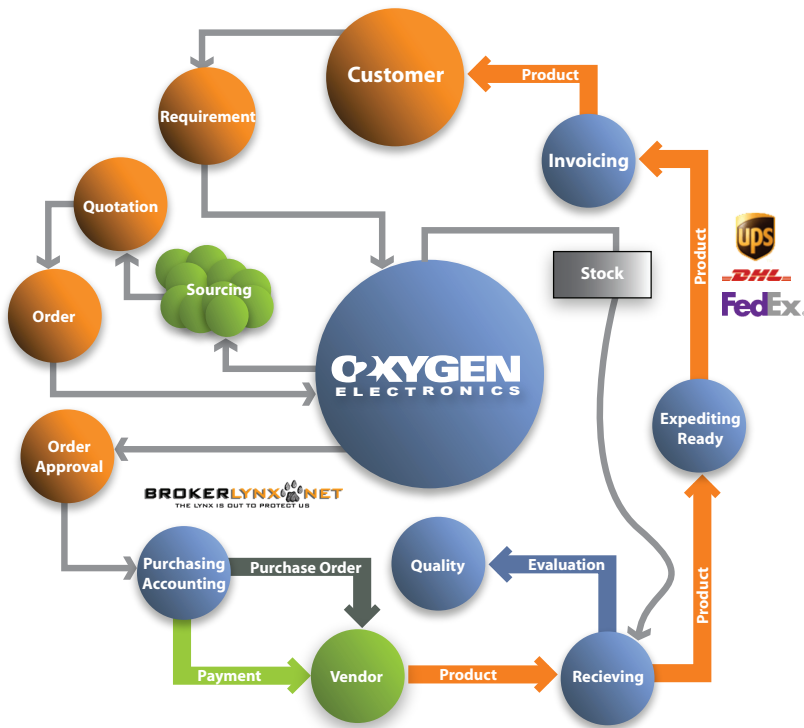 Customer
Product
Requirement
Invoicing
Quotation
Product
ups
DHL
FedEx.
Sourcing
Stock
Order
O2XYGEN
ELECTRONICS
Expediting
Ready
Order
Approval
BROKERLYNX NET
THE LYNX IS OUT TO PROTECT US
Purchasing
Accounting
Purchase Order
Quality
Evaluation
Product
Payment
Vendor
Product
Recieving